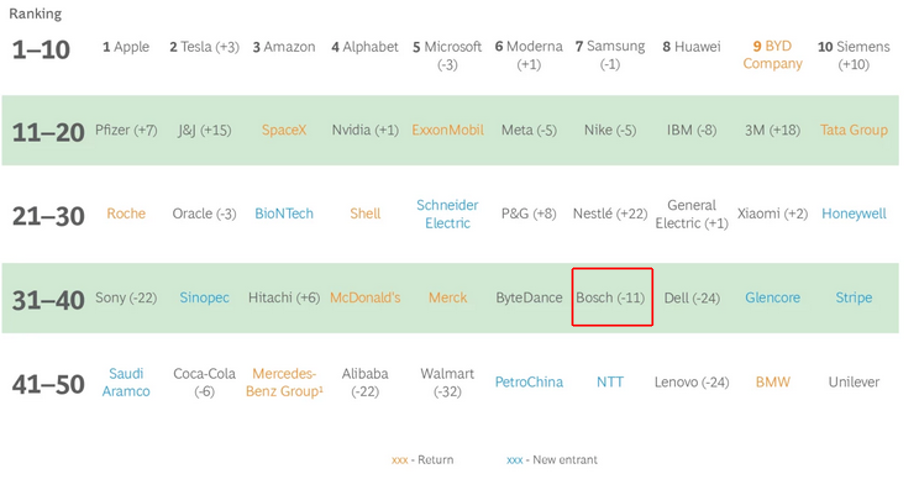 Ranking
1–10 1 Apple 2 Tesla (+3) 3 Amazon 4 Alphabet 5 Microsoft (-3) 6 Moderna (+1) 7 Samsung (-1) 8 Huawei 9 BYD Company 10 Siemens (+10)
11–20 Pfizer (+7) J&J (+15) SpaceX Nvidia (+1) ExxonMobil Meta (-5) Nike (-5) IBM (-8) 3M (+18) Tata Group
21–30 Roche Oracle (-3) BioNTech Shell Schneider Electric P&G (+8) Nestlé (+22) General Electric (+1) Xiaomi (+2) Honeywell
31–40 Sony (-22) Sinopec Hitachi (+6) McDonald's Merck ByteDance Bosch (-11) Dell (-24) Glencore Stripe
41–50 Saudi Aramco Coca-Cola (-6) Mercedes-Benz Group¹ Alibaba (-22) Walmart (-32) PetroChina NTT Lenovo (-24) BMW Unilever
xxx - Return xxx - New entrant